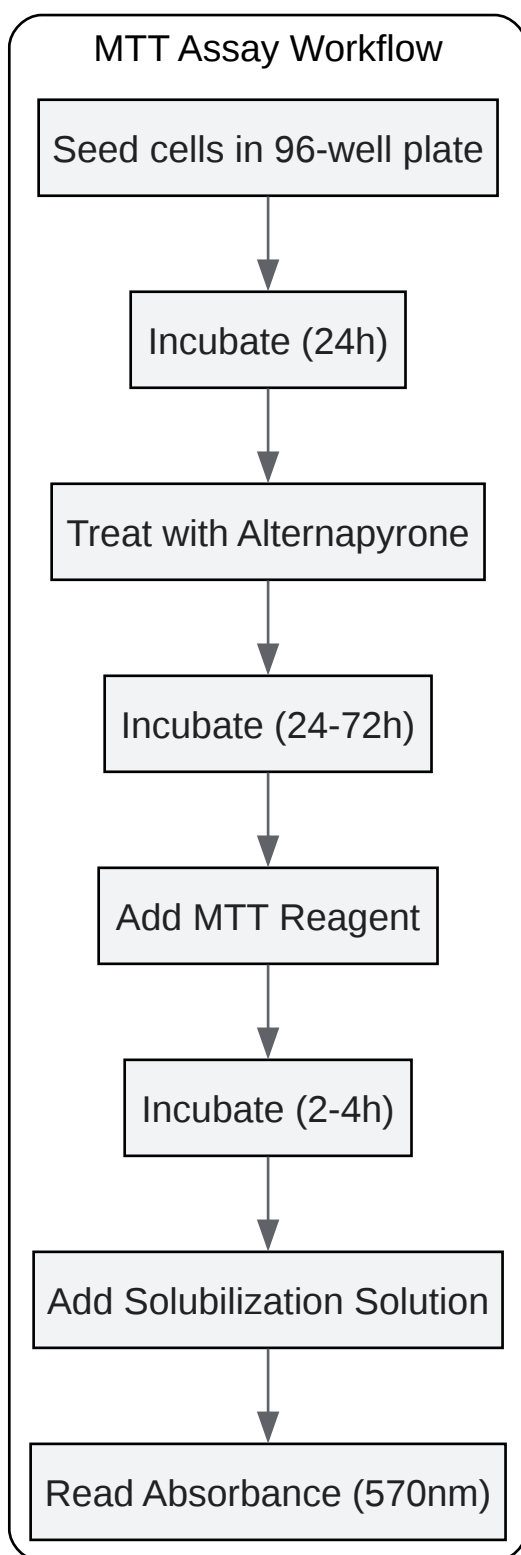 MTT Assay Workflow
Seed cells in 96-well plate
Incubate (24h)
Treat with Alternapyrone
Incubate (24-72h)
Add MTT Reagent
Incubate (2-4h)
Add Solubilization Solution
Read Absorbance (570nm)